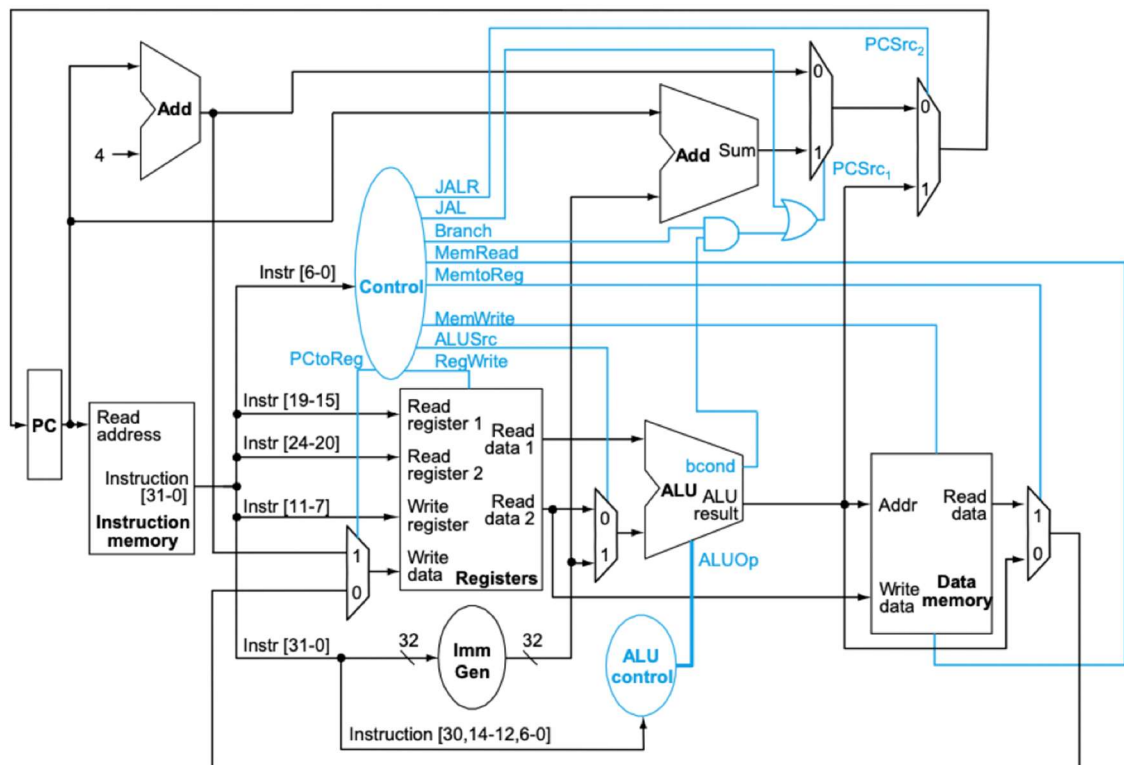 PCSrc2
0
Add
0
4
Add
Sum
1
PCSrc1
1
JALR
JAL
Branch
MemRead
MemtoReg
Instr [6-0]
Control
MemWrite
ALUSrc
RegWrite
PCtoReg
PC
Read
address
Instruction
[31-0]
Instruction
memory
Instr [19-15]
Instr [24-20]
Instr [11-7]
Read
register 1
Read
register 2
Write
register
Write
data
Read
data 1
Read
data 2
Registers
1
0
0
1
bcond
ALU
ALU
result
ALUOp
Addr
Read
data
Write
data
Data
memory
1
0
Instr [31-0]
32
Imm
Gen
32
ALU
control
Instruction [30,14-12,6-0]